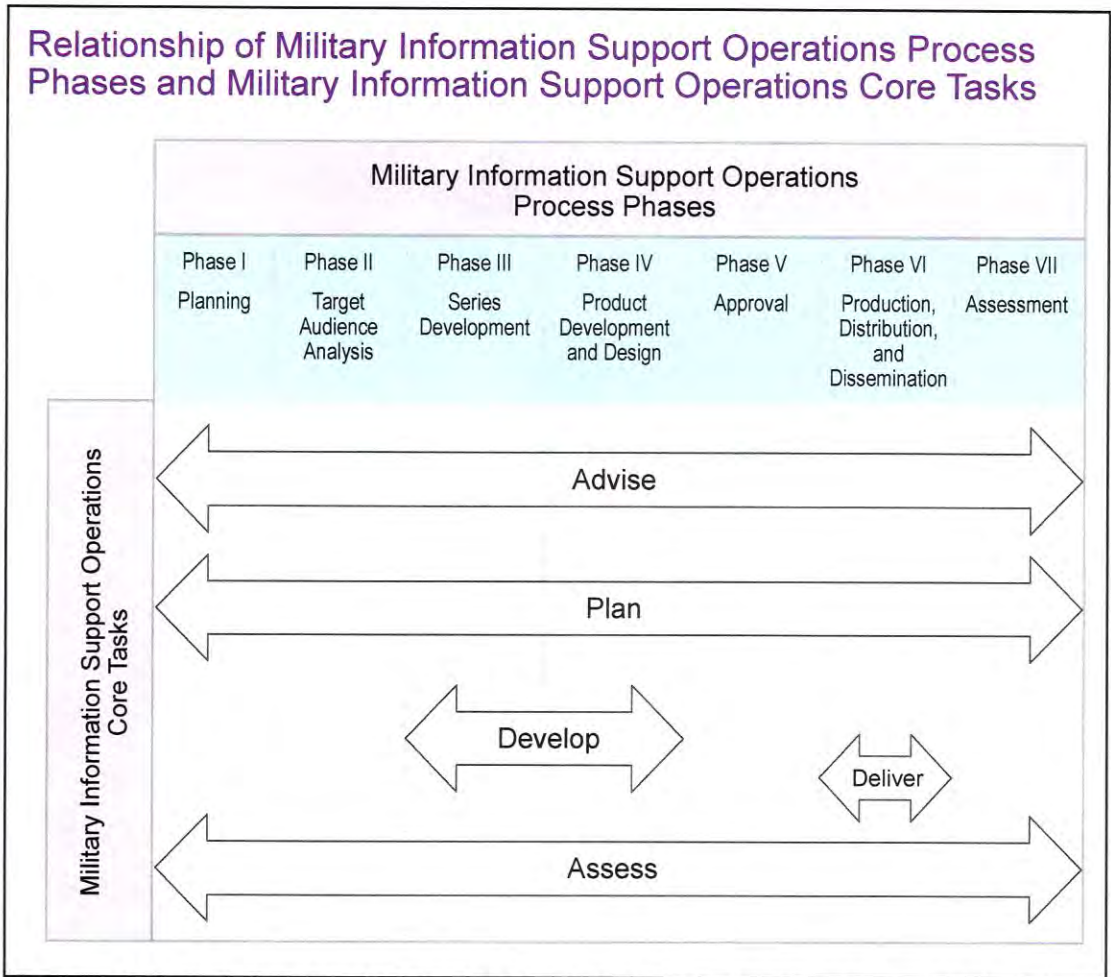 Relationship of Military Information Support Operations Process
Phases and Military Information Support Operations Core Tasks
Military Information Support Operations
Process Phases
Phase I
Planning
Phase II
Target
Audience
Analysis
Phase III
Series
Development
Phase IV
Product
Development
and Design
Phase V
Approval
Phase VI
Production,
Distribution,
and
Dissemination
Phase VII
Assessment
Military Information Support Operations
Core Tasks
Advise
Plan
Develop
Deliver
Assess